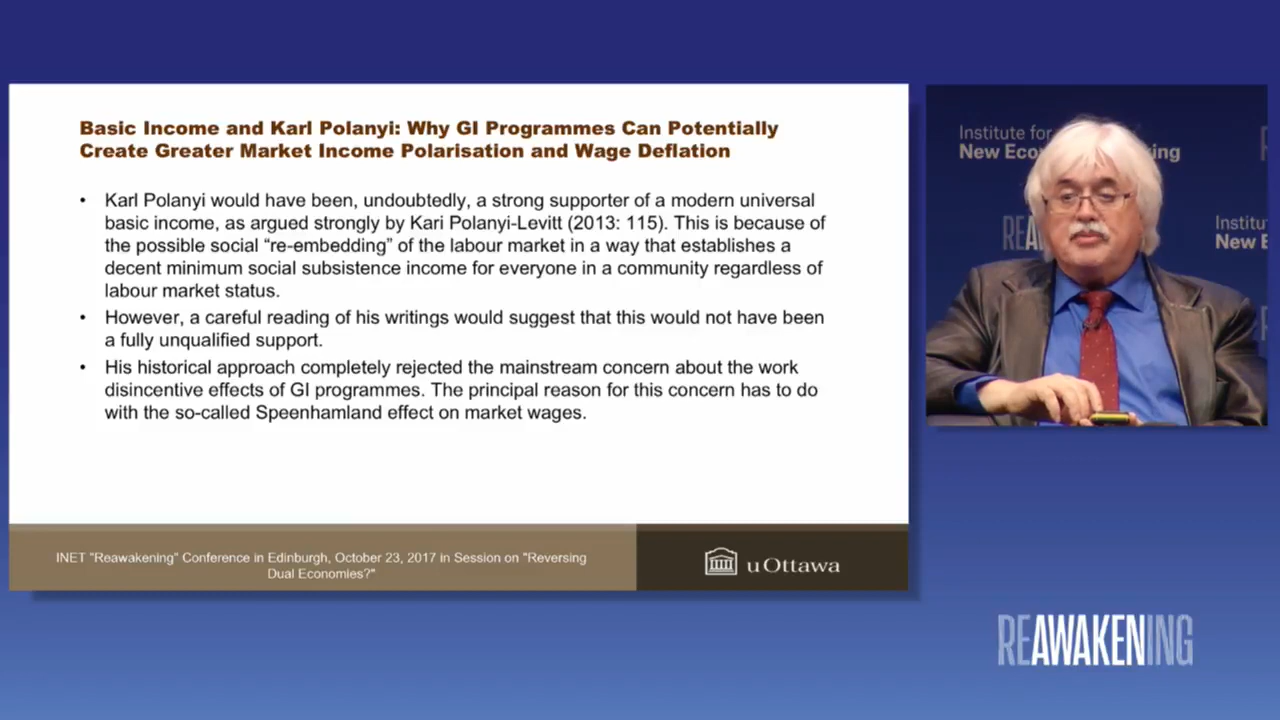 Basic Income and Karl Polanyi: Why GI Programmes Can Potentially
Create Greater Market Income Polarisation and Wage Deflation
• Karl Polanyi would have been, undoubtedly, a strong supporter of a modern universal
basic income, as argued strongly by Kari Polanyi-Levitt (2013: 115). This is because of
the possible social “re-embedding” of the labour market in a way that establishes a
decent minimum social subsistence income for everyone in a community regardless of
labour market status.
• However, a careful reading of his writings would suggest that this would not have been
a fully unqualified support.
• His historical approach completely rejected the mainstream concern about the work
disincentive effects of GI programmes. The principal reason for this concern has to do
with the so-called Speenhamland effect on market wages.
INET "Reawakening" Conference in Edinburgh, October 23, 2017 in Session on "Reversing
Dual Economies?"
uOttawa
Institute for
New Eco king
REA
Institu
New E
REAWAKENING